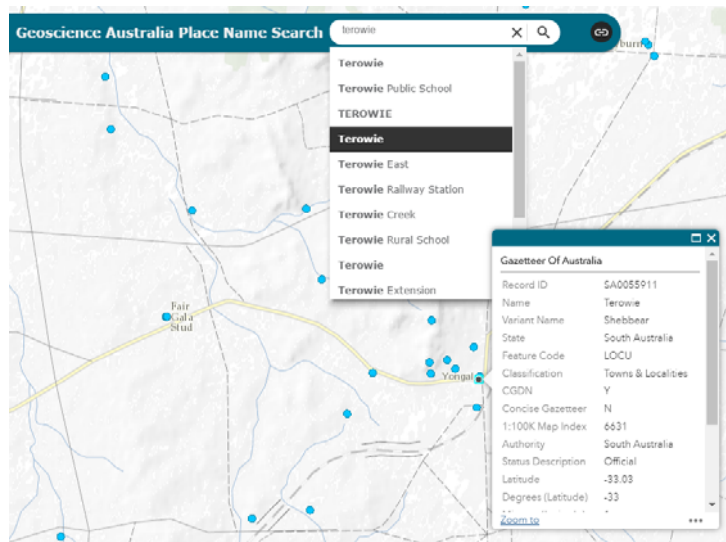 Geoscience Australia Place Name Search
terowie
Terowie
Terowie Public School
TEROWIE
Terowie
Terowie East
Terowie Railway Station
Terowie Creek
Terowie Rural School
Terowie
Terowie Extension
burn
Fair
Gala
Stud
Yongal
Gazetteer Of Australia
Record ID SA0055911
Name Terowie
Variant Name Shebbear
State South Australia
Feature Code LOCU
Classification Towns & Localities
CGDN Y
Concise Gazetteer N
1:100K Map Index 6631
Authority South Australia
Status Description Official
Latitude -33.03
Degrees (Latitude) -33
Zoom to